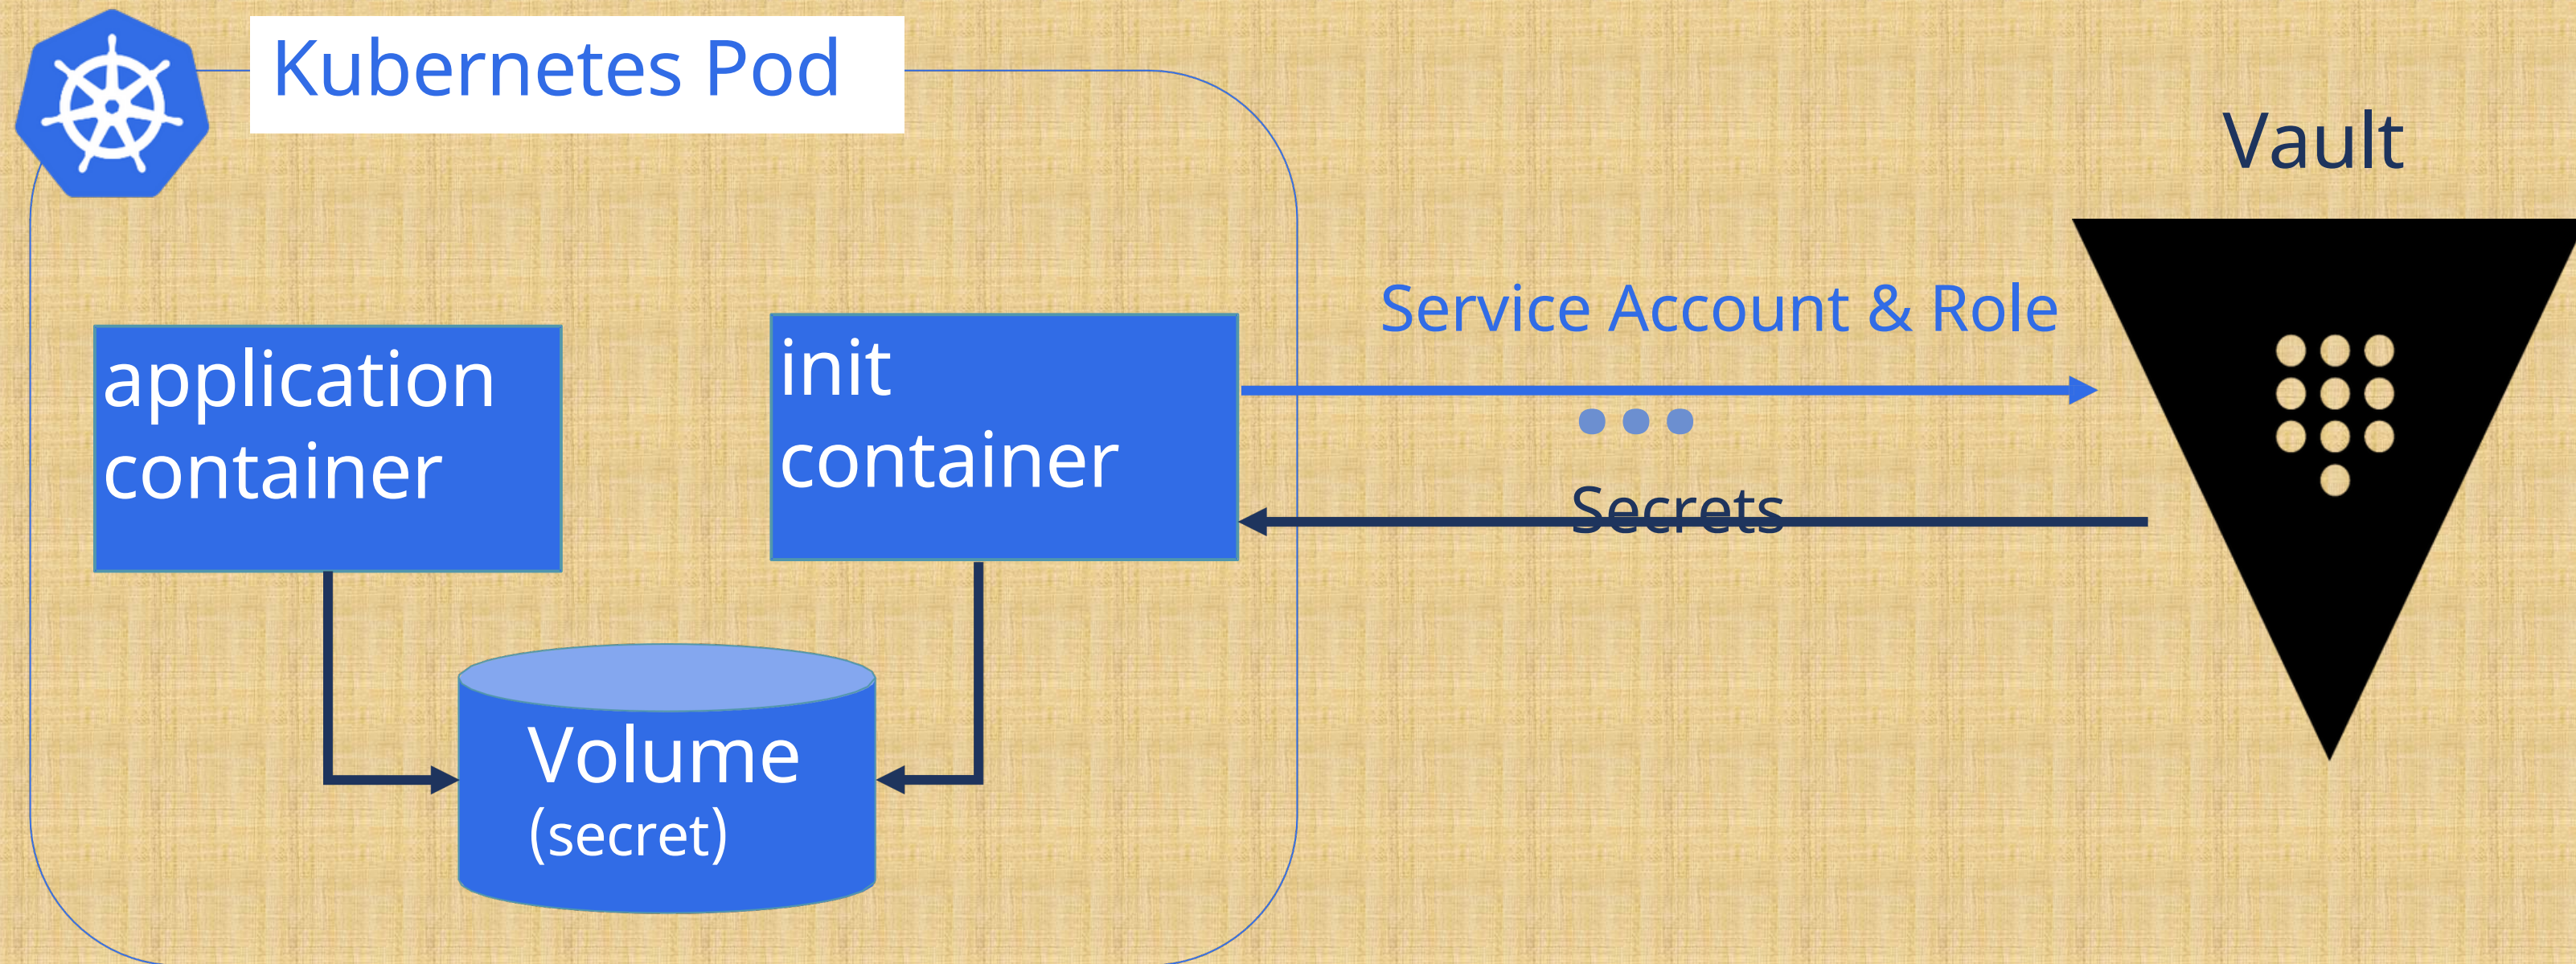 Kubernetes Pod
Vault
Service Account & Role
application
container
init
container
Secrets
Volume
(secret)